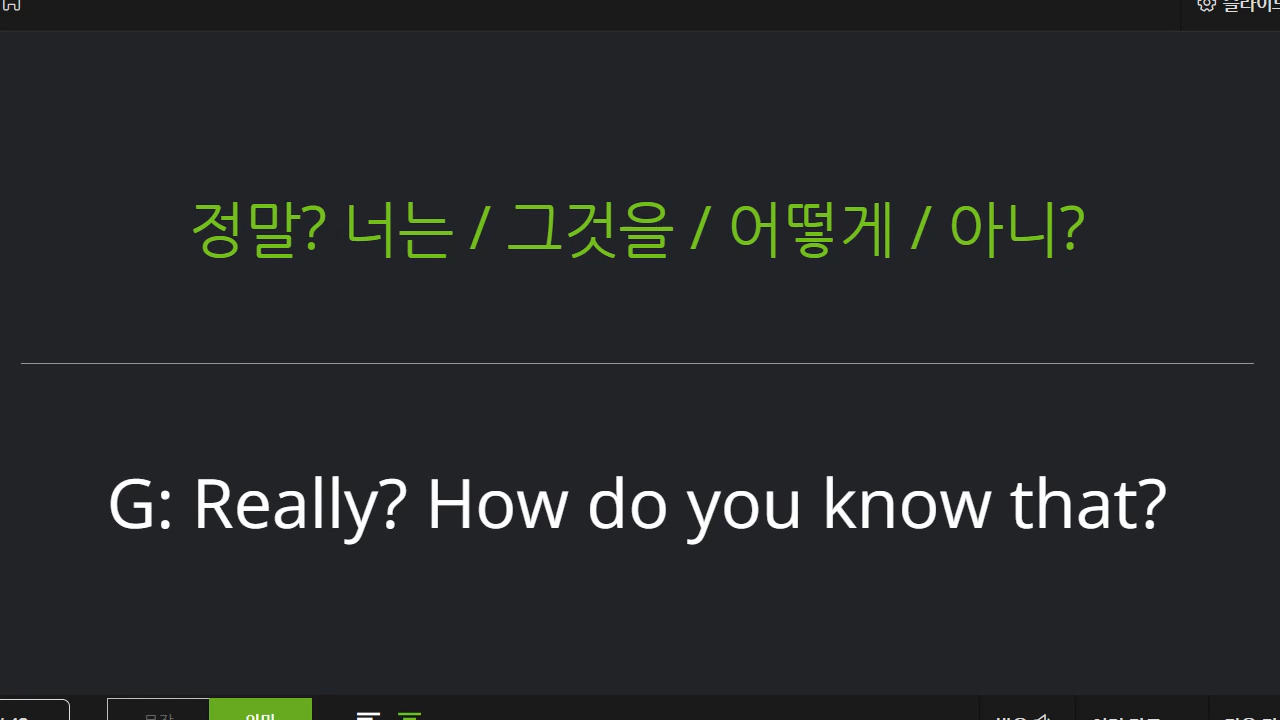 정말? 너는 / 그것을 / 어떻게 / 아니?
G: Really? How do you know that?